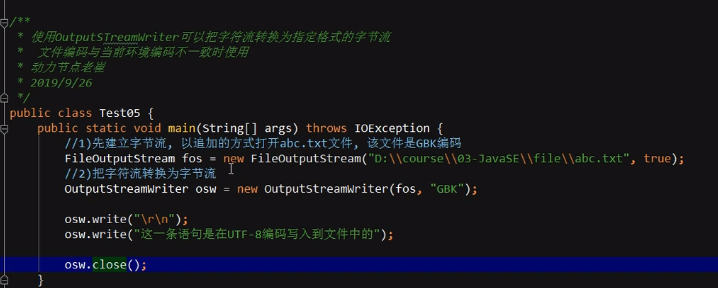 /**
 * 使用OutputSTreamWriter可以把字符流转换为指定格式的字节流
 *  文件编码与当前环境编码不一致时使用
 * 动力节点老崔
 * 2019/9/26
 */
public class Test05 {
    public static void main(String[] args) throws IOException {
        //1)先建立字节流, 以追加的方式打开abc.txt文件, 该文件是GBK编码
        FileOutputStream fos = new FileOutputStream("D:\\course\\03-JavaSE\\file\\abc.txt", true);
        //2)把字符流转换为字节流
        OutputStreamWriter osw = new OutputStreamWriter(fos, "GBK");
        osw.write("\r\n");
        osw.write("这一条语句是在UTF-8编码写入到文件中的");
        osw.close();
    }